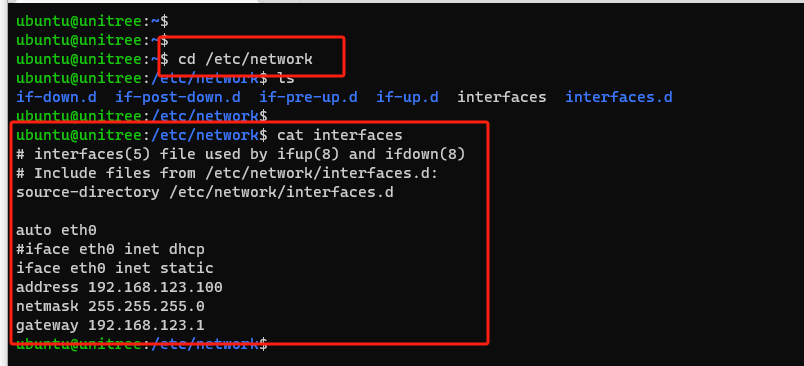 ubuntu@unitree:~$
ubuntu@unitree:~$
ubuntu@unitree:~$ cd /etc/network
ubuntu@unitree:/etc/network$ ls
if-down.d  if-post-down.d  if-pre-up.d  if-up.d  interfaces  interfaces.d
ubuntu@unitree:/etc/network$
ubuntu@unitree:/etc/network$ cat interfaces
# interfaces(5) file used by ifup(8) and ifdown(8)
# Include files from /etc/network/interfaces.d:
source-directory /etc/network/interfaces.d

auto eth0
#iface eth0 inet dhcp
iface eth0 inet static
address 192.168.123.100
netmask 255.255.255.0
gateway 192.168.123.1
ubuntu@unitree:/etc/network$